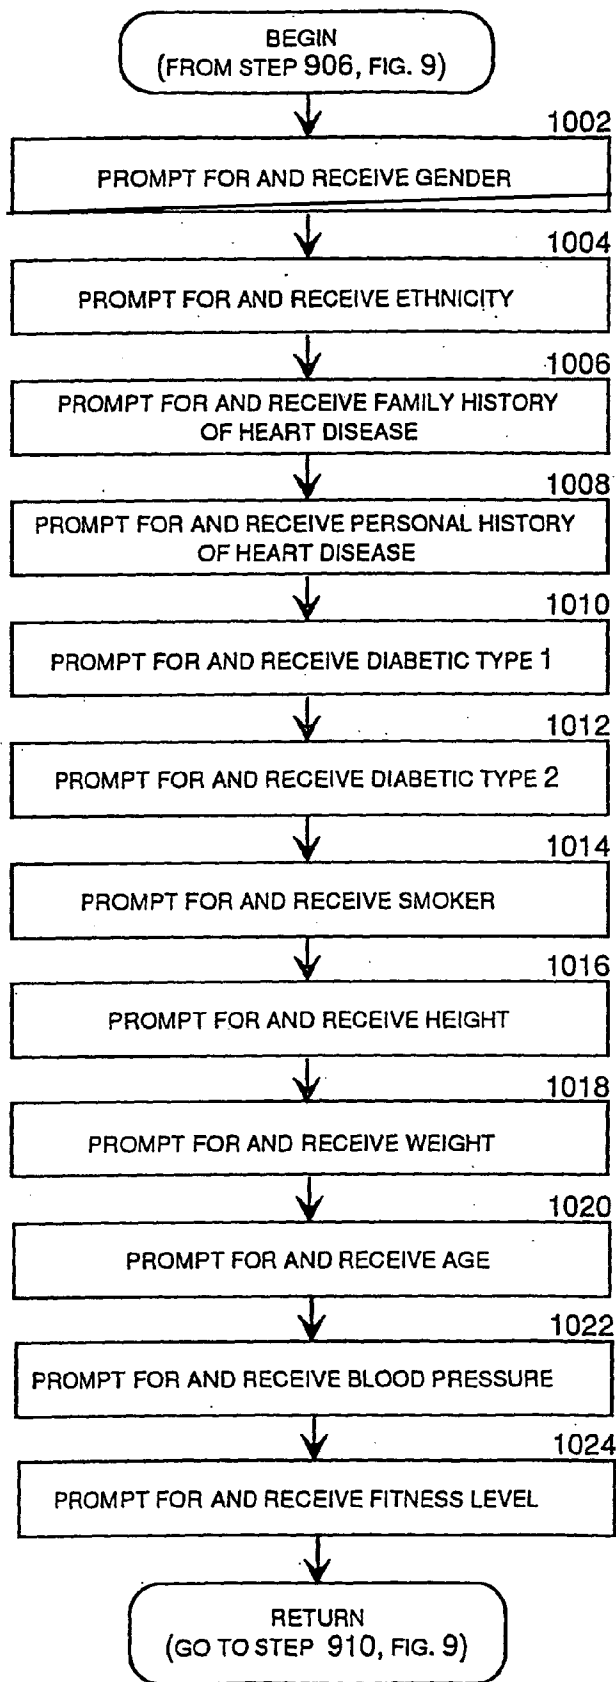 BEGIN
(FROM STEP 906, FIG. 9)
1002
PROMPT FOR AND RECEIVE GENDER
1004
PROMPT FOR AND RECEIVE ETHNICITY
1006
PROMPT FOR AND RECEIVE FAMILY HISTORY
OF HEART DISEASE
1008
PROMPT FOR AND RECEIVE PERSONAL HISTORY
OF HEART DISEASE
1010
PROMPT FOR AND RECEIVE DIABETIC TYPE 1
1012
PROMPT FOR AND RECEIVE DIABETIC TYPE 2
1014
PROMPT FOR AND RECEIVE SMOKER
1016
PROMPT FOR AND RECEIVE HEIGHT
1018
PROMPT FOR AND RECEIVE WEIGHT
1020
PROMPT FOR AND RECEIVE AGE
1022
PROMPT FOR AND RECEIVE BLOOD PRESSURE
1024
PROMPT FOR AND RECEIVE FITNESS LEVEL
RETURN
(GO TO STEP 910, FIG. 9)